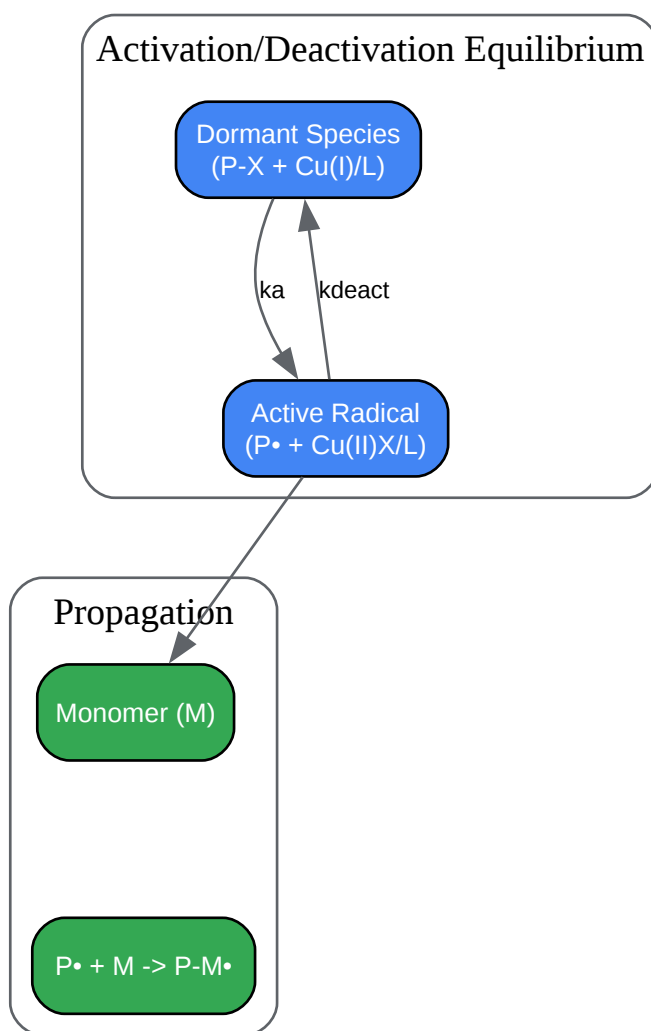 Activation/Deactivation Equilibrium
Dormant Species
(P-X + Cu(I)/L)
ka
kdeact
Active Radical
(P• + Cu(II)X/L)
Propagation
Monomer (M)
P• + M -> P-M•